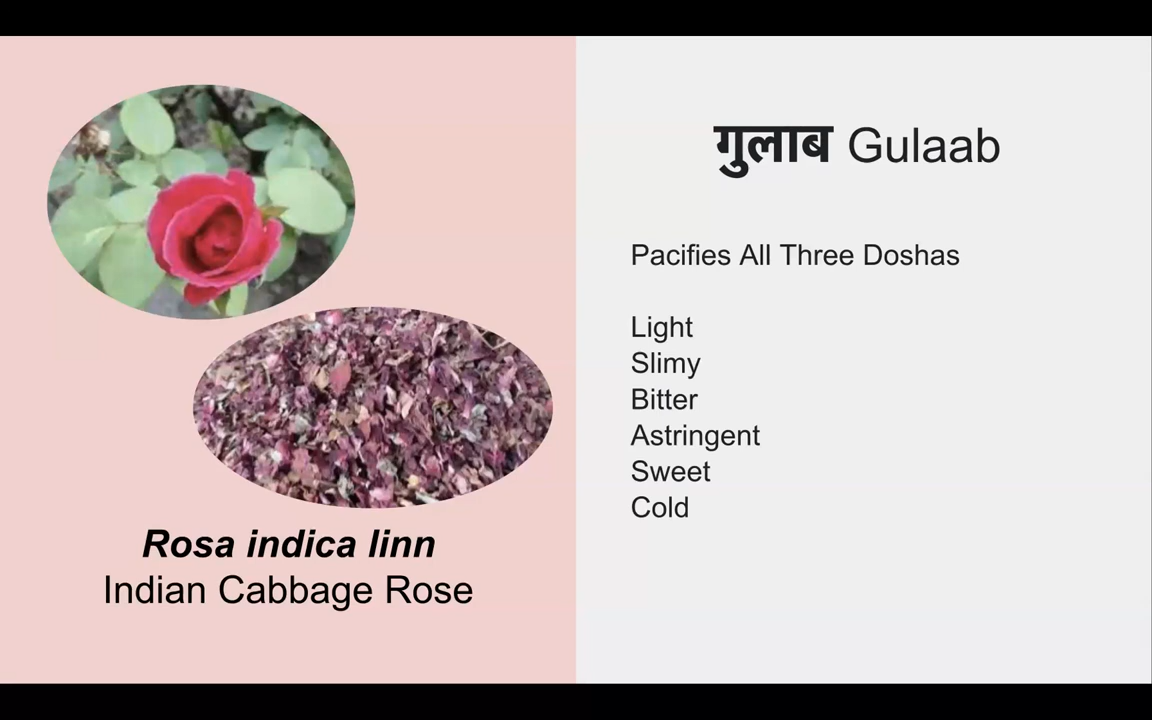 Rosa indica linn
Indian Cabbage Rose
गुलाब Gulaab
Pacifies All Three Doshas
Light
Slimy
Bitter
Astringent
Sweet
Cold